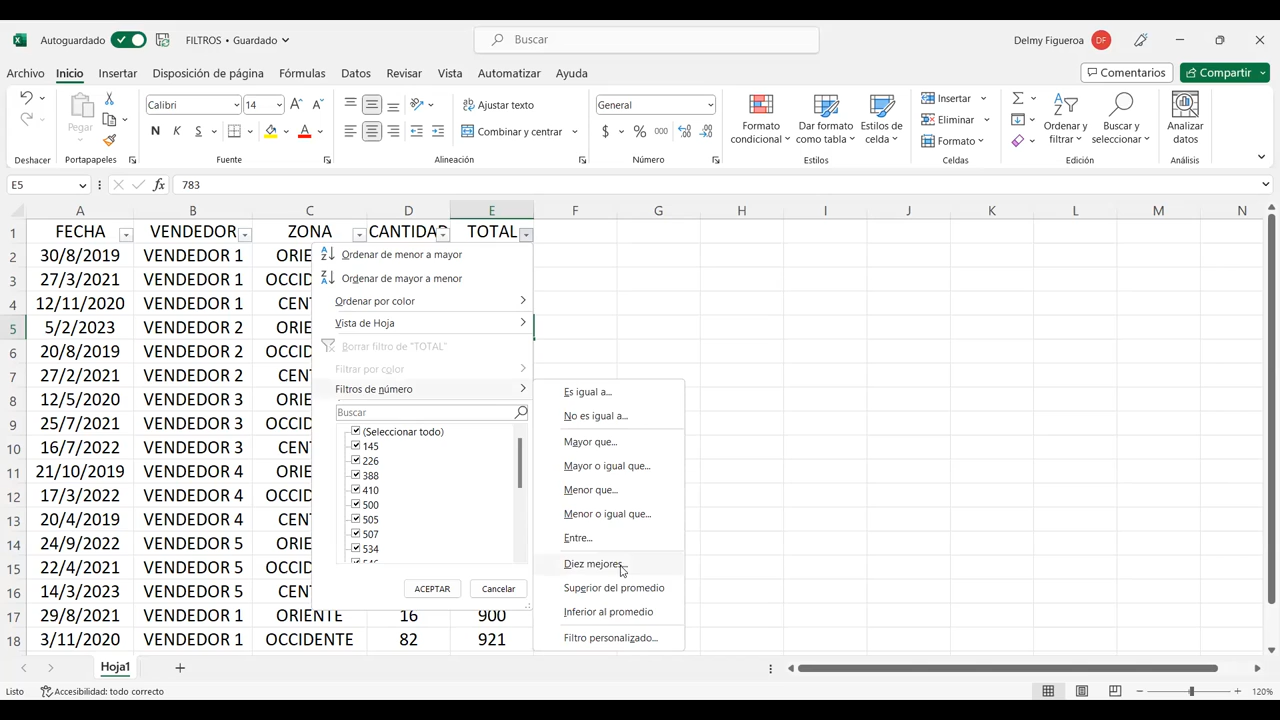 Autoguardado
FILTROS • Guardado
Buscar
Delmy Figueroa
DF
Archivo Inicio Insertar Disposición de página Fórmulas Datos Revisar Vista Automatizar Ayuda
Comentarios
Compartir
Pegar
Calibri 14
N K S
Ajustar texto
Combinar y centrar
General
$ % 000
Formato condicional
Dar formato como tabla
Estilos de celda
Insertar
Eliminar
Formato
Ordenar y filtrar
Buscar y seleccionar
Analizar datos
Deshacer Portapapeles Fuente Alineación Número Estilos Celdas Edición Análisis
E5 fx 783
A B C D E F G H I J K L M N
1 FECHA VENDEDOR ZONA CANTIDAD TOTAL
2 30/8/2019 VENDEDOR 1 ORIE
3 27/3/2021 VENDEDOR 1 OCCID
4 12/11/2020 VENDEDOR 1 CENT
5 5/2/2023 VENDEDOR 2 ORIE
6 20/8/2019 VENDEDOR 2 OCCID
7 27/2/2021 VENDEDOR 2 CENT
8 12/5/2020 VENDEDOR 3 ORIE
9 25/7/2021 VENDEDOR 3 OCCID
10 16/7/2022 VENDEDOR 3 CENT
11 21/10/2019 VENDEDOR 4 ORIE
12 17/3/2022 VENDEDOR 4 OCCID
13 20/4/2019 VENDEDOR 4 CENT
14 24/9/2022 VENDEDOR 5 ORIE
15 22/4/2021 VENDEDOR 5 OCCID
16 14/3/2023 VENDEDOR 5 CENT
17 29/8/2021 VENDEDOR 1 ORIENTE 16 900
18 3/11/2020 VENDEDOR 1 OCCIDENTE 82 921
Ordenar de menor a mayor
Ordenar de mayor a menor
Ordenar por color
Vista de Hoja
Borrar filtro de "TOTAL"
Filtrar por color
Filtros de número
Buscar
(Seleccionar todo)
145
226
388
410
500
505
507
534
ACEPTAR Cancelar
Es igual a...
No es igual a...
Mayor que...
Mayor o igual que...
Menor que...
Menor o igual que...
Entre...
Diez mejores...
Superior del promedio
Inferior al promedio
Filtro personalizado...
Hoja1
Listo
Accesibilidad: todo correcto
120%